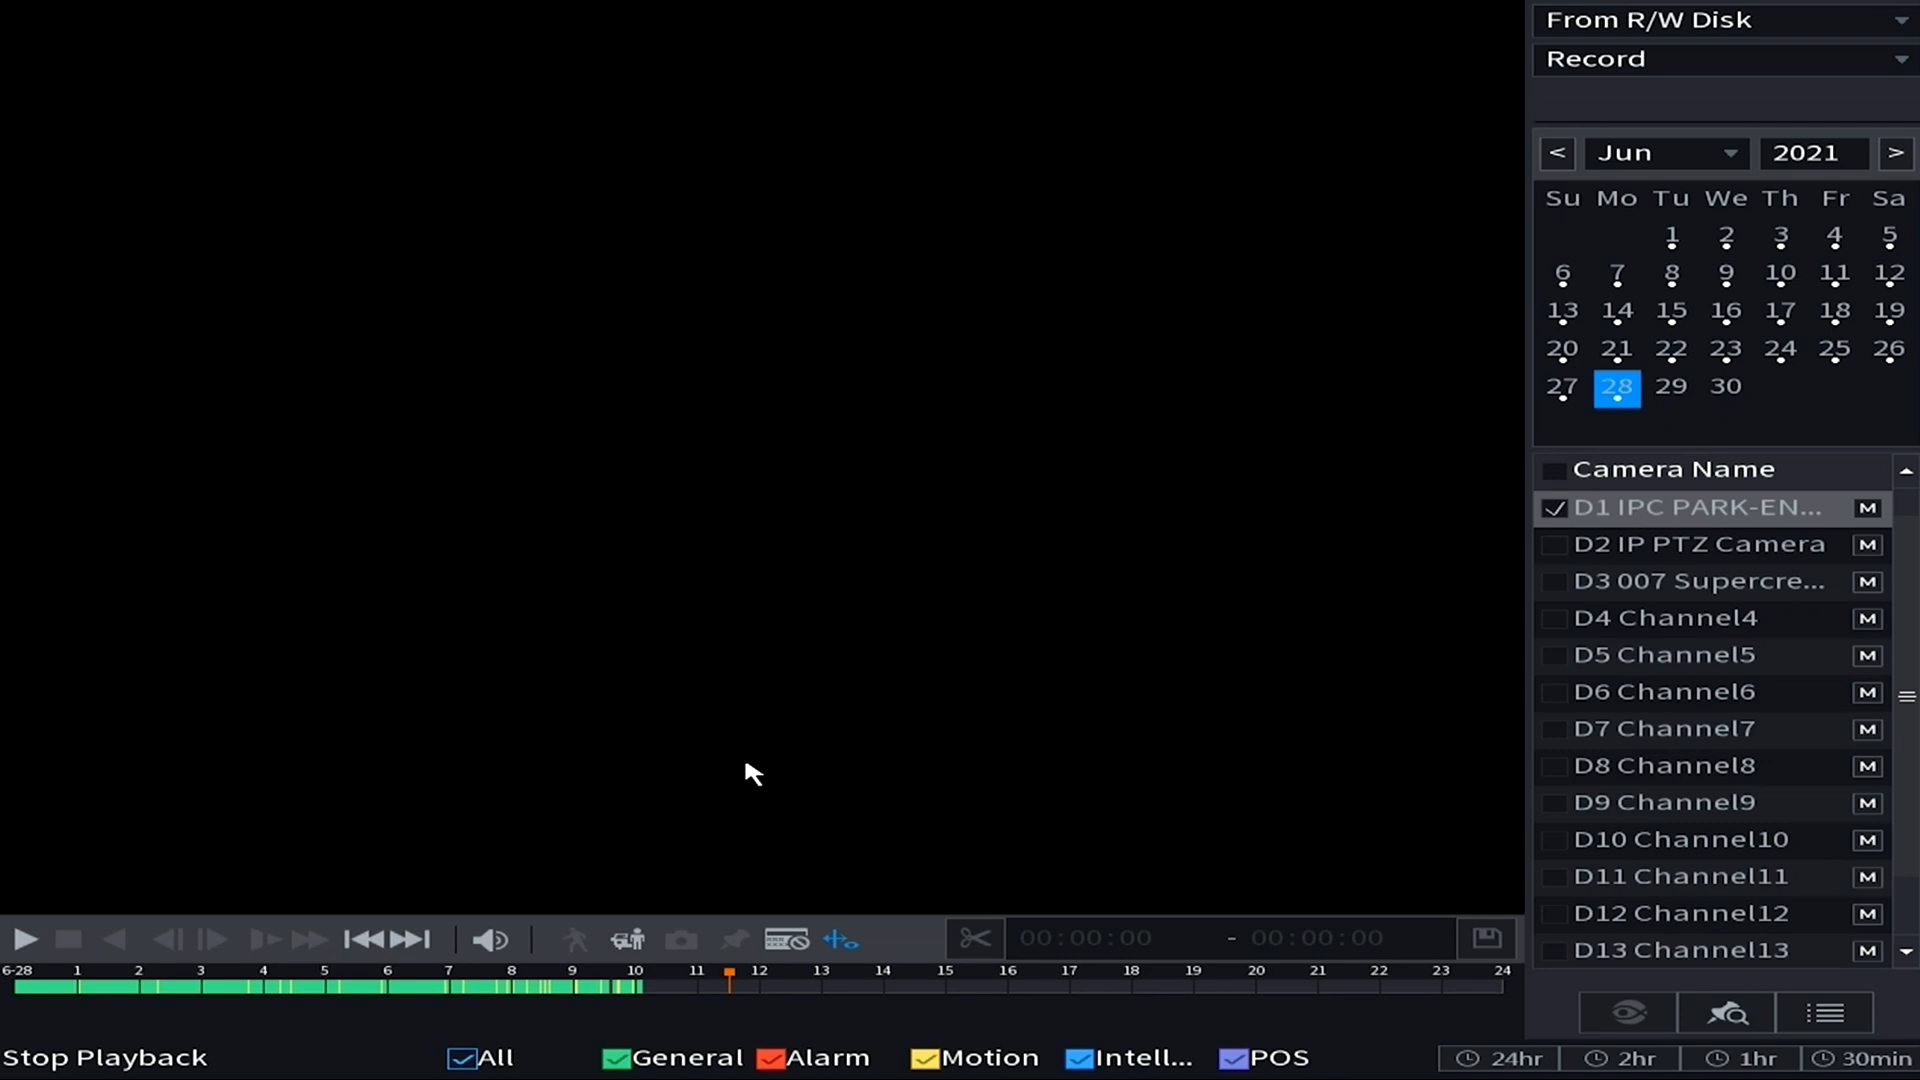 From R/W Disk
Record
< Jun 2021 >
Su Mo Tu We Th Fr Sa
1 2 3 4 5
6 7 8 9 10 11 12
13 14 15 16 17 18 19
20 21 22 23 24 25 26
27 28 29 30
Camera Name
D1 IPC PARK-EN... M
D2 IP PTZ Camera M
D3 007 Supercre... M
D4 Channel4 M
D5 Channel5 M
D6 Channel6 M
D7 Channel7 M
D8 Channel8 M
D9 Channel9 M
D10 Channel10 M
D11 Channel11 M
D12 Channel12 M
D13 Channel13 M
00:00:00 - 00:00:00
6-28 1 2 3 4 5 6 7 8 9 10 11 12 13 14 15 16 17 18 19 20 21 22 23 24
Stop Playback All General Alarm Motion Intell... POS 24hr 2hr 1hr 30min